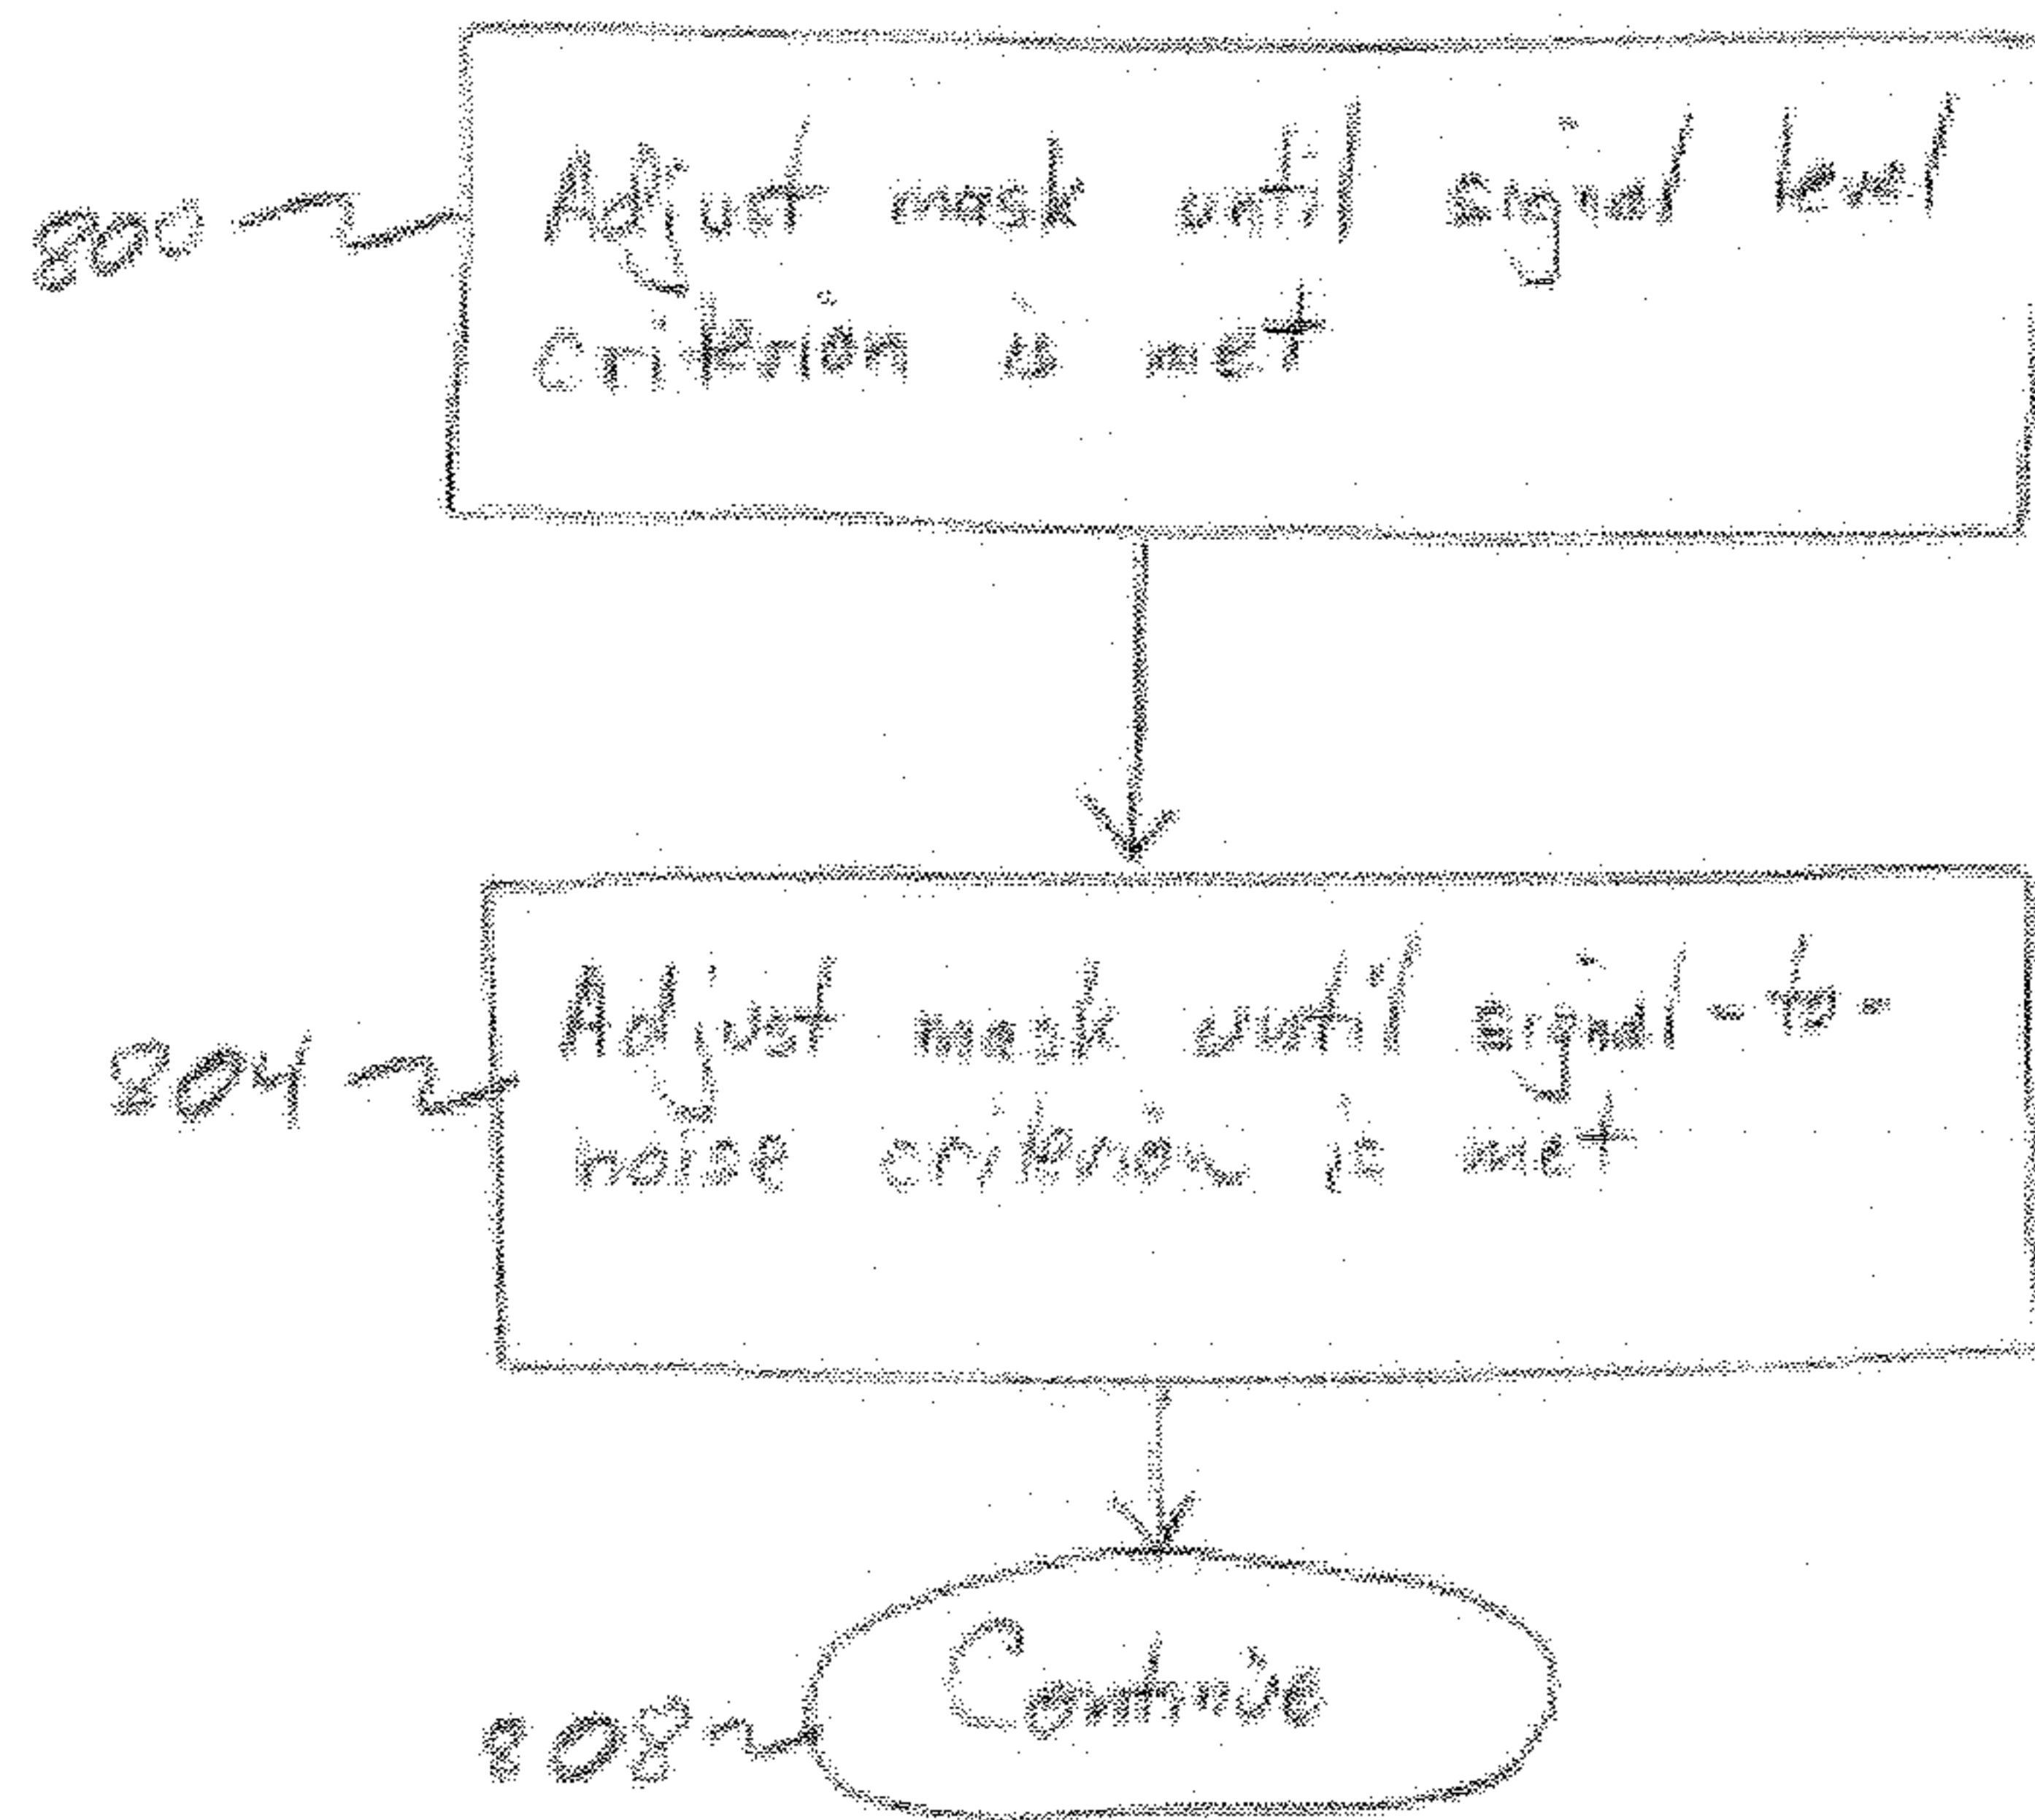 800
Adjust mask until signal level
criterion is met
804
Adjust mask until signal-to-
noise criterion is met
808
Continue